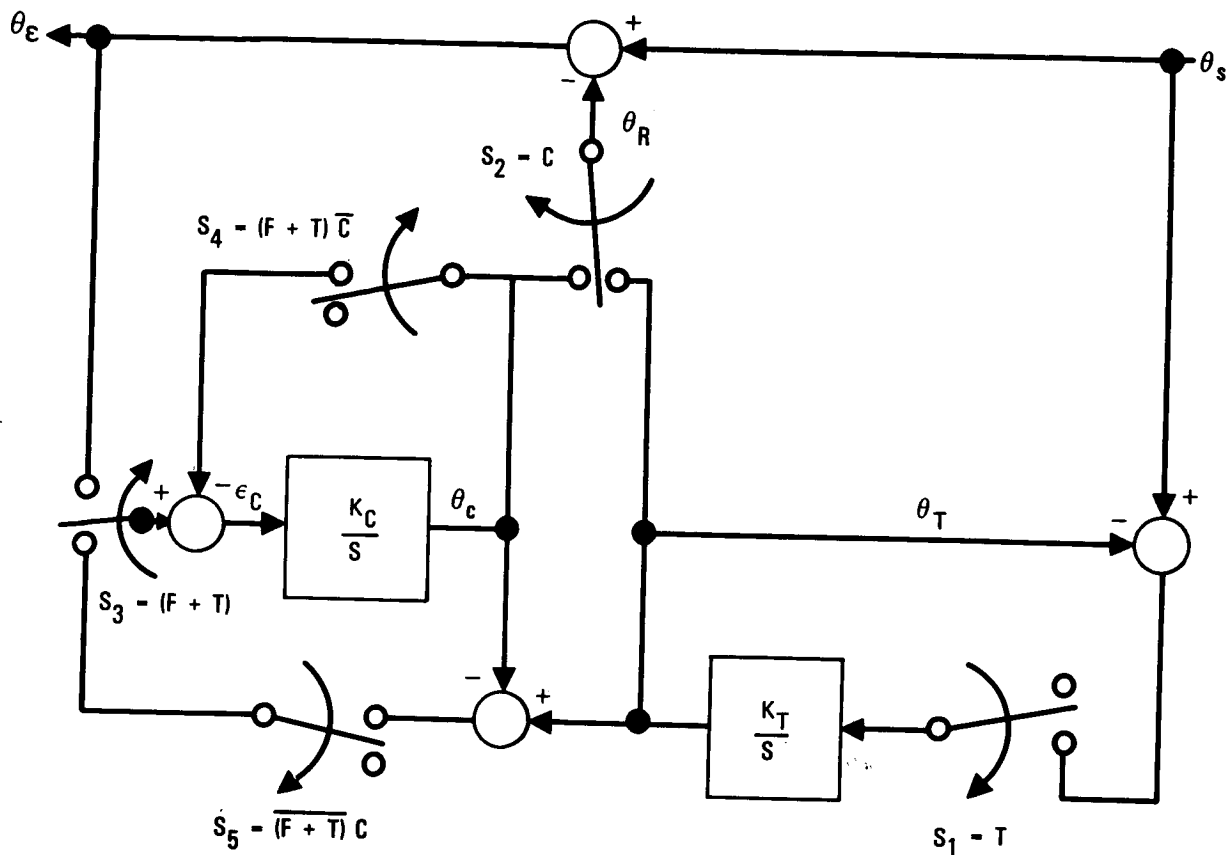 θε
+
θs
-
θR
S2 = C
S4 = (F + T) C̅
+
- εC
KC
S
θc
θT
+
-
S3 = (F + T)
-
+
KT
S
S5 = (F + T)̅ C
S1 = T